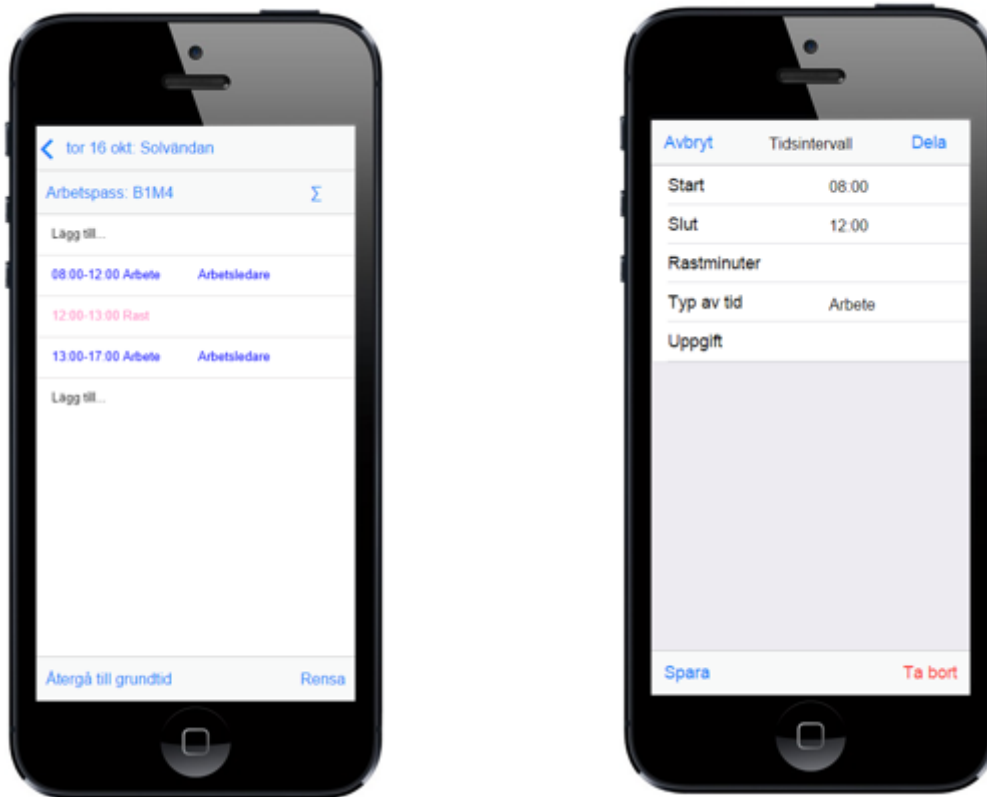 tor 16 okt: Solvändan
Arbetspass: B1M4 Σ
Lägg till...
08:00-12:00 Arbete Arbetsledare
12:00-13:00 Rast
13:00-17:00 Arbete Arbetsledare
Lägg till...
Återgå till grundtid Rensa
Avbryt Tidsintervall Dela
Start 08:00
Slut 12:00
Rastminuter
Typ av tid Arbete
Uppgift
Spara Ta bort